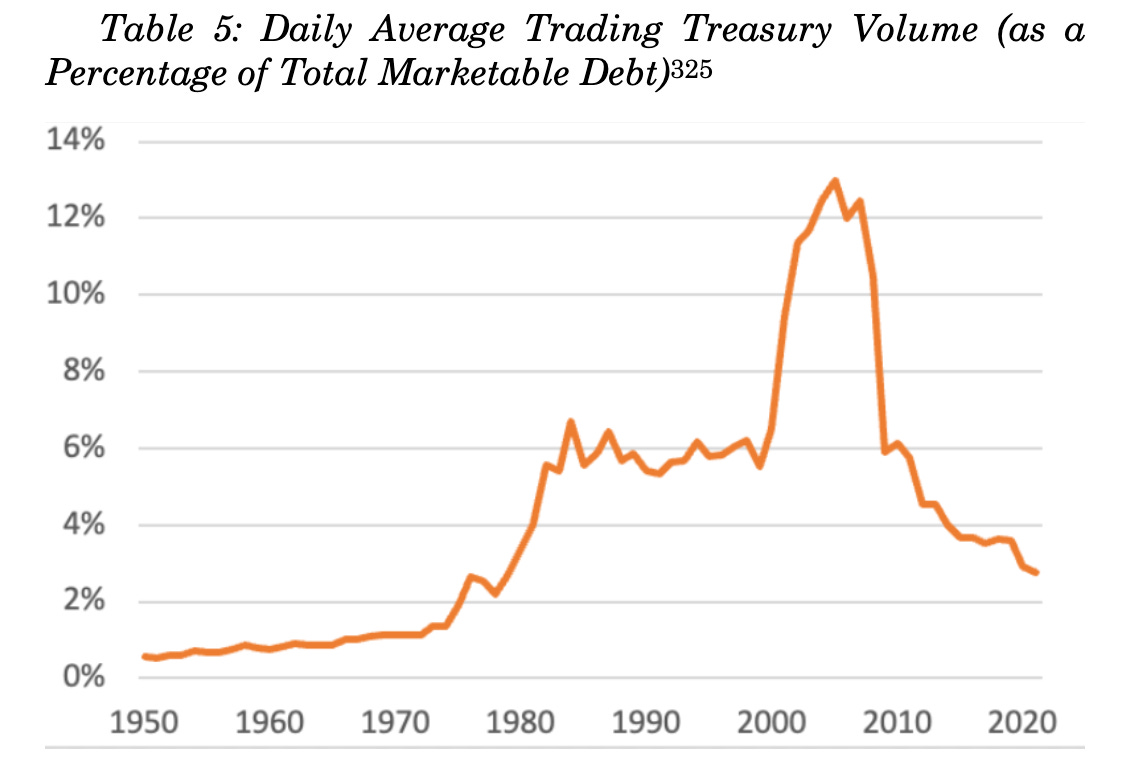 Table 5: Daily Average Trading Treasury Volume (as a
Percentage of Total Marketable Debt)325
14%
12%
10%
8%
6%
4%
2%
0%
1950 1960 1970 1980 1990 2000 2010 2020